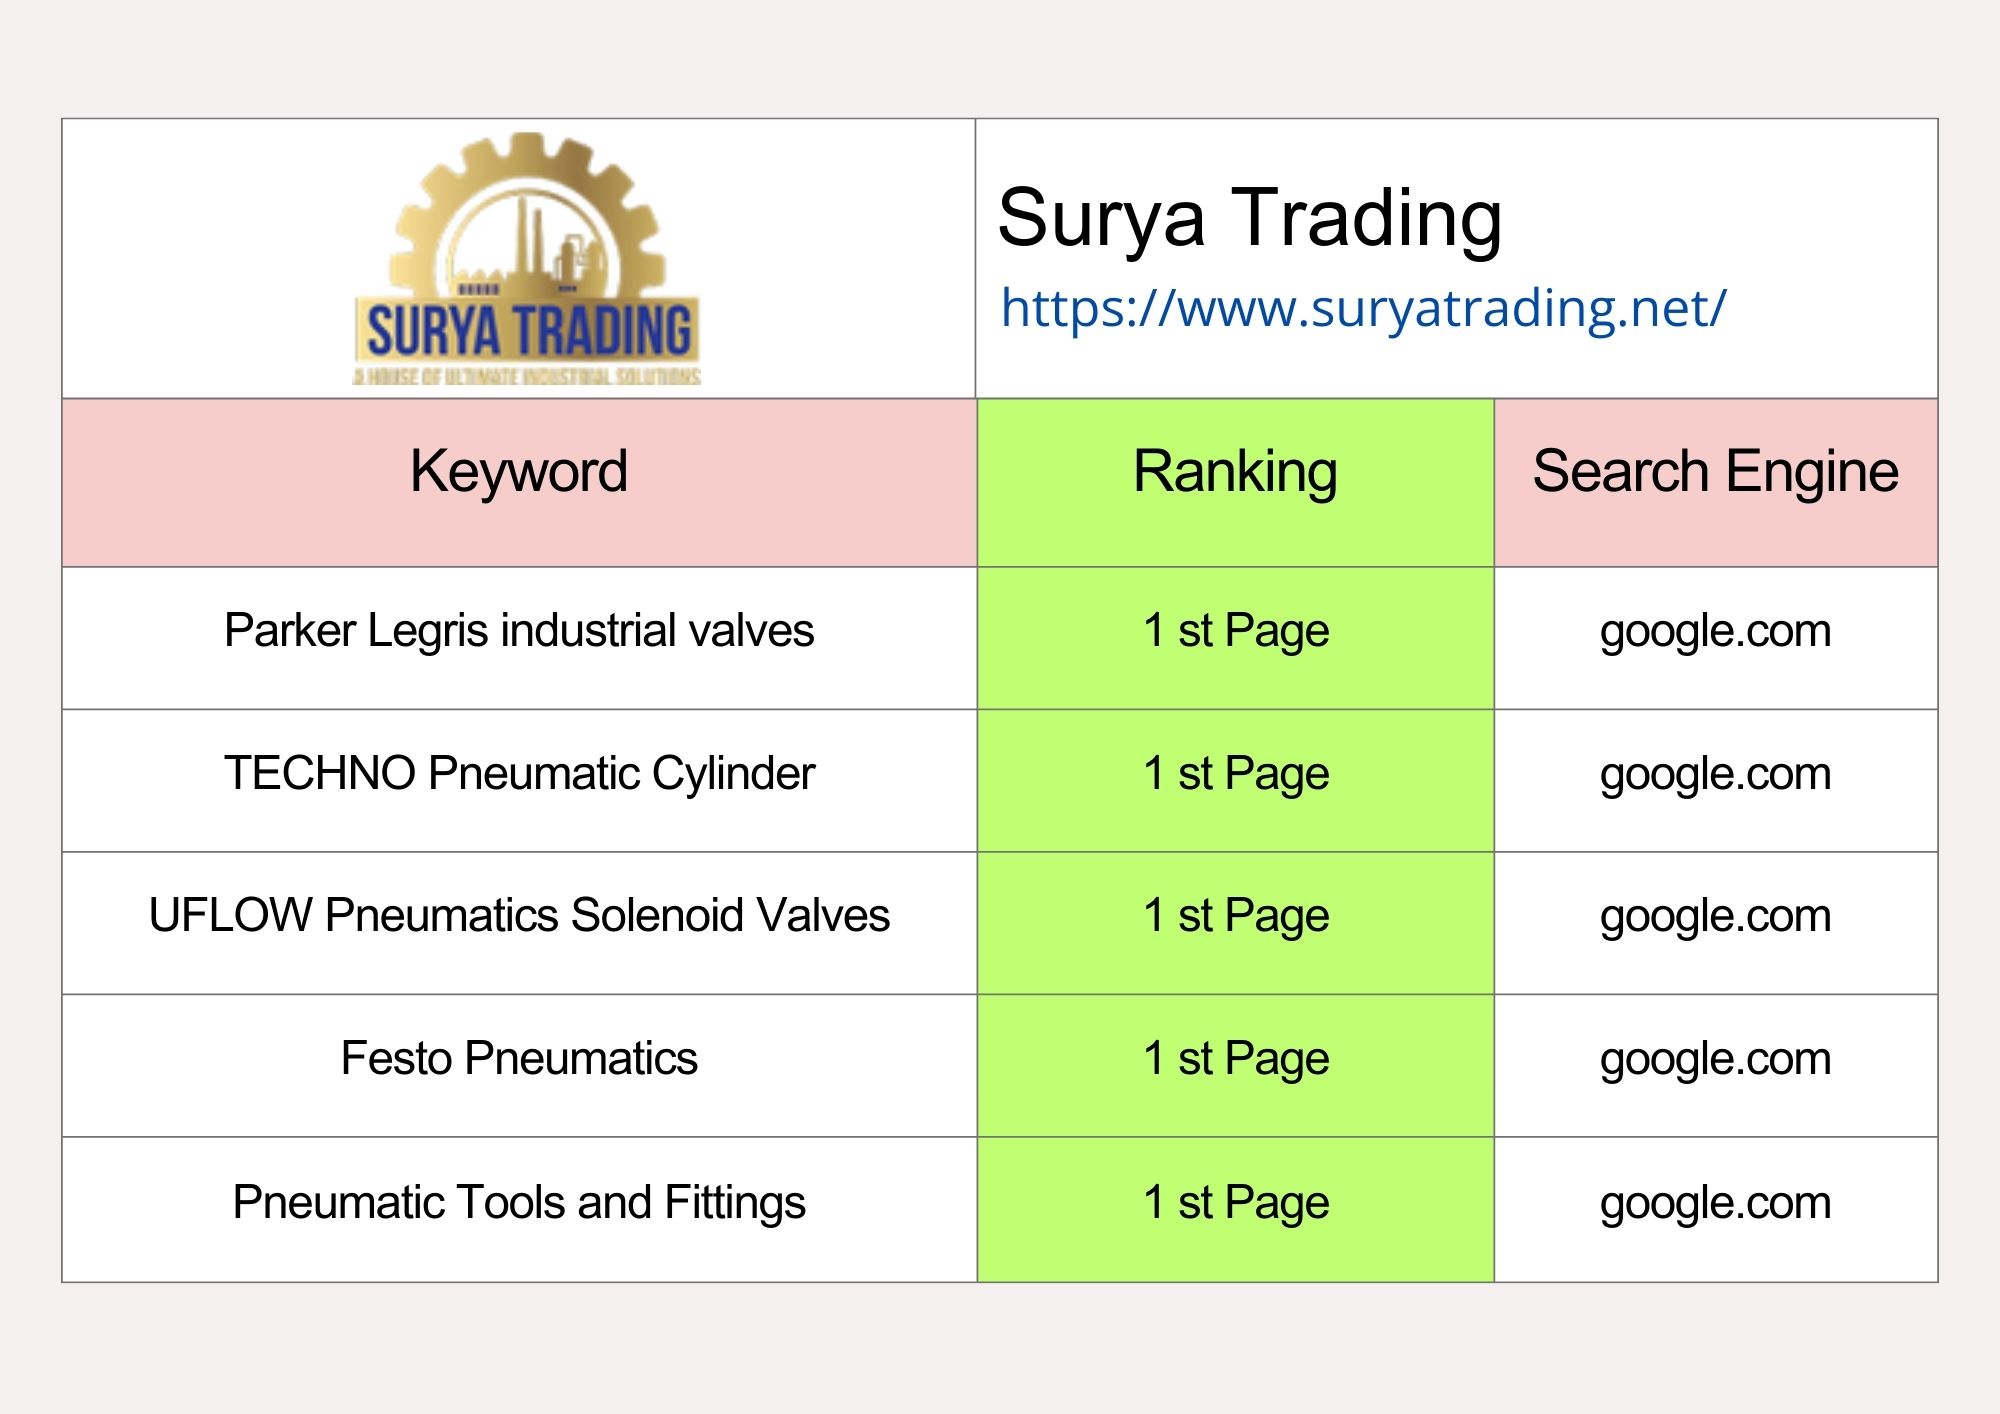 SURYA TRADING
A HOUSE OF ULTIMATE INDUSTRIAL SOLUTIONS
Surya Trading
https://www.suryatrading.net/
Keyword Ranking Search Engine
Parker Legris industrial valves 1 st Page google.com
TECHNO Pneumatic Cylinder 1 st Page google.com
UFLOW Pneumatics Solenoid Valves 1 st Page google.com
Festo Pneumatics 1 st Page google.com
Pneumatic Tools and Fittings 1 st Page google.com